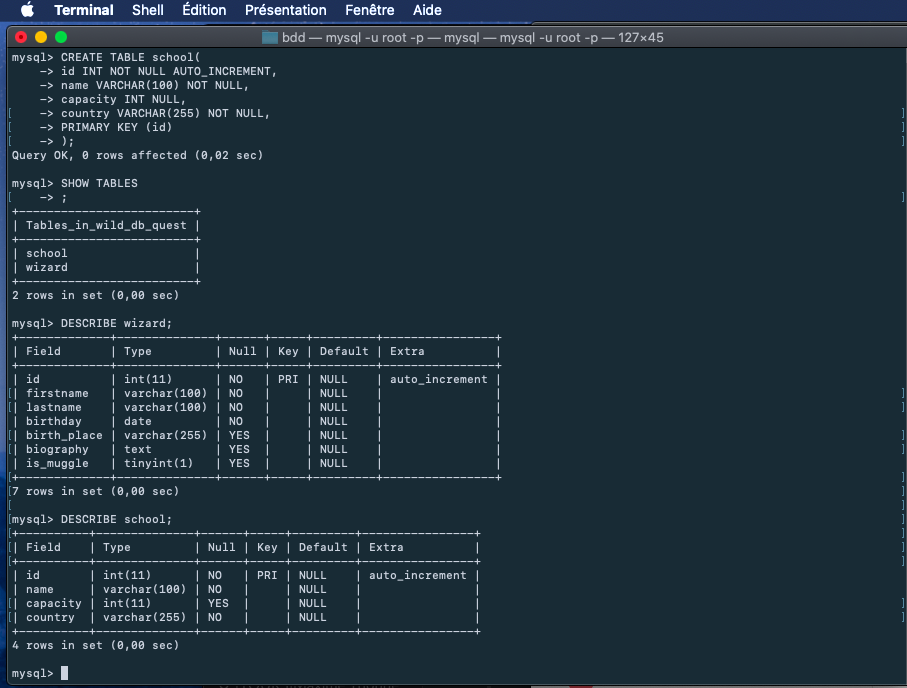 Terminal Shell Édition Présentation Fenêtre Aide
bdd — mysql -u root -p — mysql — mysql -u root -p — 127×45
mysql> CREATE TABLE school(
    -> id INT NOT NULL AUTO_INCREMENT,
    -> name VARCHAR(100) NOT NULL,
    -> capacity INT NULL,
    -> country VARCHAR(255) NOT NULL,
    -> PRIMARY KEY (id)
    -> );
Query OK, 0 rows affected (0,02 sec)
mysql> SHOW TABLES
    -> ;
+-------------------------+
| Tables_in_wild_db_quest |
+-------------------------+
| school                  |
| wizard                  |
+-------------------------+
2 rows in set (0,00 sec)
mysql> DESCRIBE wizard;
+-------------+--------------+------+-----+---------+----------------+
| Field       | Type         | Null | Key | Default | Extra          |
+-------------+--------------+------+-----+---------+----------------+
| id          | int(11)      | NO   | PRI | NULL    | auto_increment |
| firstname   | varchar(100) | NO   |     | NULL    |                |
| lastname    | varchar(100) | NO   |     | NULL    |                |
| birthday    | date         | NO   |     | NULL    |                |
| birth_place | varchar(255) | YES  |     | NULL    |                |
| biography   | text         | YES  |     | NULL    |                |
| is_muggle   | tinyint(1)   | YES  |     | NULL    |                |
+-------------+--------------+------+-----+---------+----------------+
7 rows in set (0,00 sec)
mysql> DESCRIBE school;
+----------+--------------+------+-----+---------+----------------+
| Field    | Type         | Null | Key | Default | Extra          |
+----------+--------------+------+-----+---------+----------------+
| id       | int(11)      | NO   | PRI | NULL    | auto_increment |
| name     | varchar(100) | NO   |     | NULL    |                |
| capacity | int(11)      | YES  |     | NULL    |                |
| country  | varchar(255) | NO   |     | NULL    |                |
+----------+--------------+------+-----+---------+----------------+
4 rows in set (0,00 sec)
mysql>